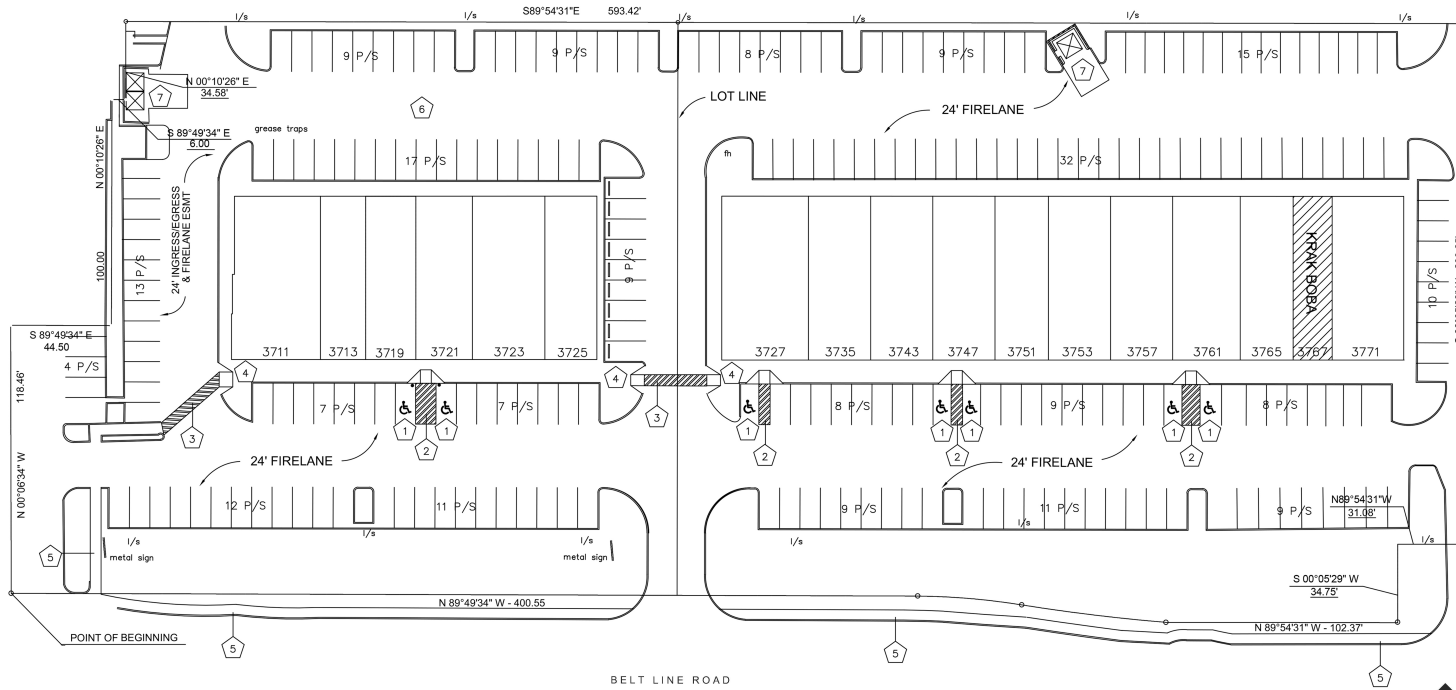 l/s
l/s
S89°54'31"E 593.42'
l/s
l/s
l/s
l/s
9 P/S
9 P/S
8 P/S
9 P/S
7
15 P/S
N 00°10'26" E
34.58'
7
6
LOT LINE
24' FIRELANE
S 89°49'34" E
6.00
grease traps
17 P/S
fh
32 P/S
N 00°10'26" E
100.00
13 P/S
24' INGRESS/EGRESS
& FIRELANE ESMT
9 P/S
KRAK BOBA
10 P/S
S 89°49'34" E
44.50
4 P/S
3711
3713
3719
3721
3723
3725
3727
3735
3743
3747
3751
3753
3757
3761
3765
3767
3771
4
4
4
118.46'
N 00°06'34" W
7 P/S
7 P/S
8 P/S
9 P/S
8 P/S
3
1
2
1
3
1
2
1
2
1
1
2
1
24' FIRELANE
24' FIRELANE
12 P/S
11 P/S
9 P/S
11 P/S
9 P/S
N89°54'31"W
31.08'
l/s
l/s
l/s
l/s
l/s
l/s
5
metal sign
metal sign
S 00°05'29" W
34.75'
N 89°49'34" W - 400.55
N 89°54'31" W - 102.37'
POINT OF BEGINNING
5
5
5
BELT LINE ROAD